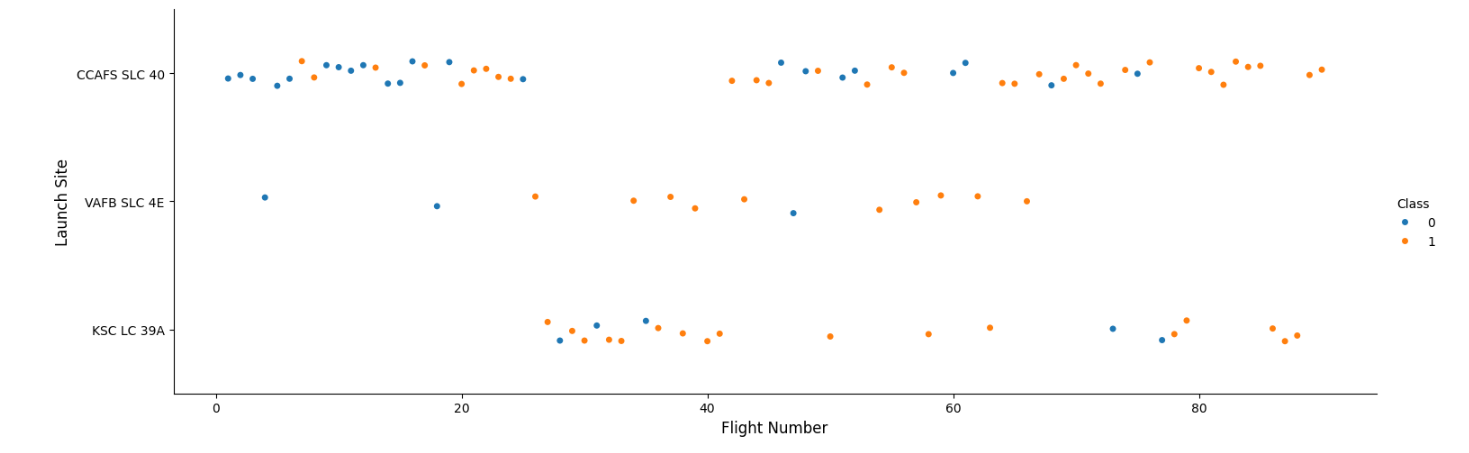 CCAFS SLC 40
VAFB SLC 4E
KSC LC 39A
Launch Site
0 20 40 60 80
Flight Number
Class
0
1